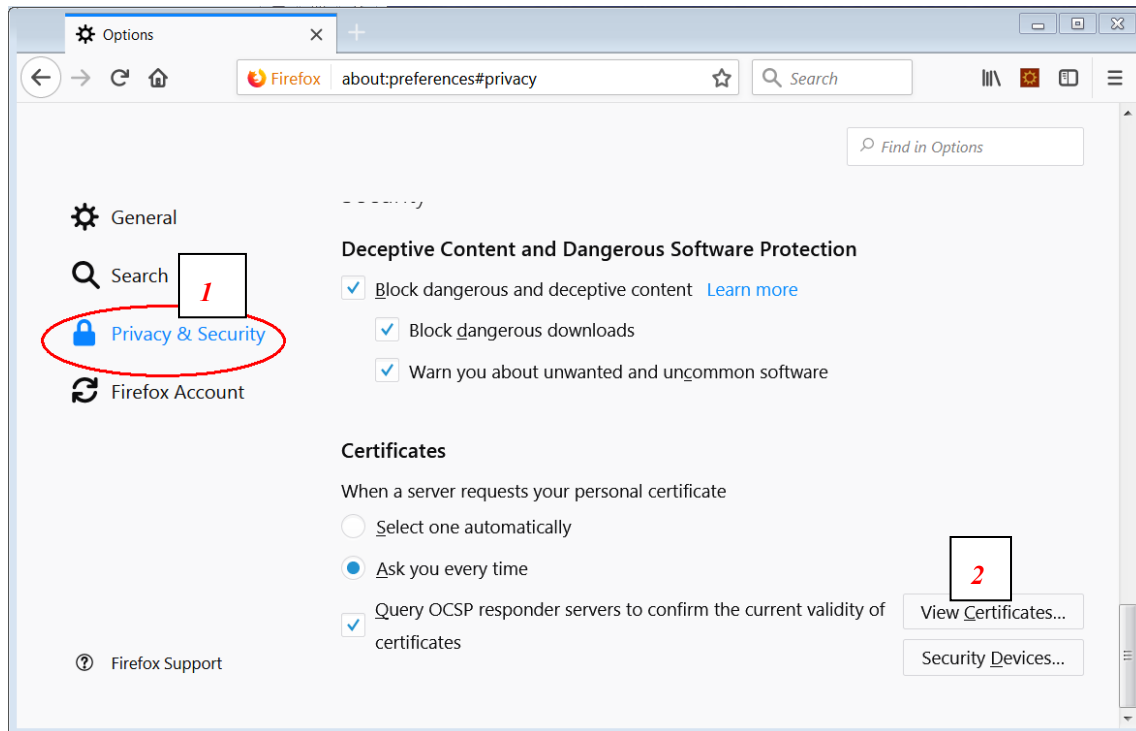 Options
Firefox
about:preferences#privacy
Search
Find in Options
General
Search
1
Privacy & Security
Firefox Account
Firefox Support
Security
Deceptive Content and Dangerous Software Protection
Block dangerous and deceptive content Learn more
Block dangerous downloads
Warn you about unwanted and uncommon software
Certificates
When a server requests your personal certificate
Select one automatically
Ask you every time
Query OCSP responder servers to confirm the current validity of
certificates
2
View Certificates...
Security Devices...